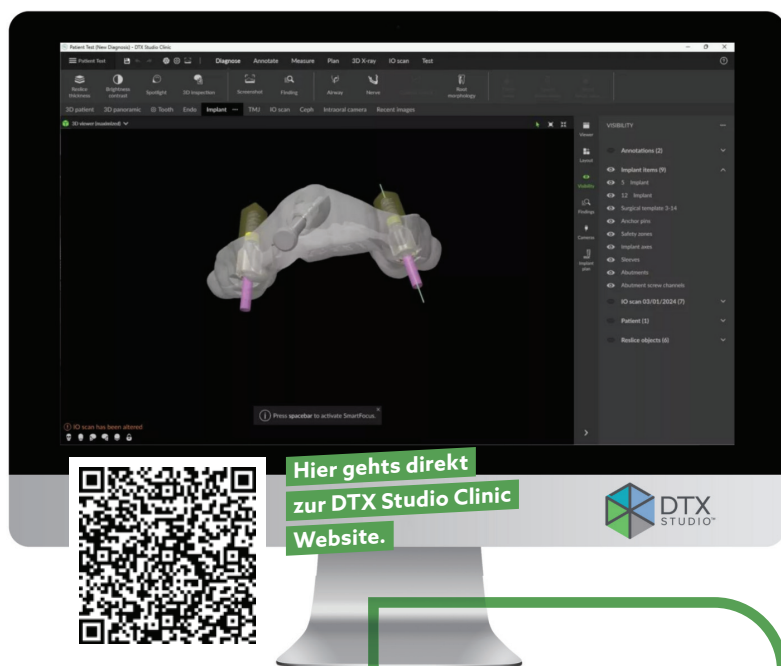 Patient Test (New Diagnosis) - DTX Studio Clinic
Patient Test
Diagnose Annotate Measure Plan 3D X-ray IO scan Test
Reslice thickness
Brightness contrast
Spotlight
3D inspection
Screenshot
Finding
Airway
Nerve
Root morphology
3D patient 3D panoramic Teeth Endo Implant TMJ IO scan Ceph Intraoral camera Recent images
Viewer
Layout
Visibility
Findings
Cameras
Implant plan
VISIBILITY
Annotations (2)
Implant items (9)
5 Implant
12 Implant
Surgical template 3-14
Anchor pins
Safety zones
Implant axes
Sleeves
Abutments
Abutment screw channels
IO scan 03/01/2024 (7)
Patient (1)
Reslice objects (6)
Press spacebar to activate SmartFocus.
IO scan has been altered
Hier gehts direkt
zur DTX Studio Clinic
Website.
DTX
STUDIO™